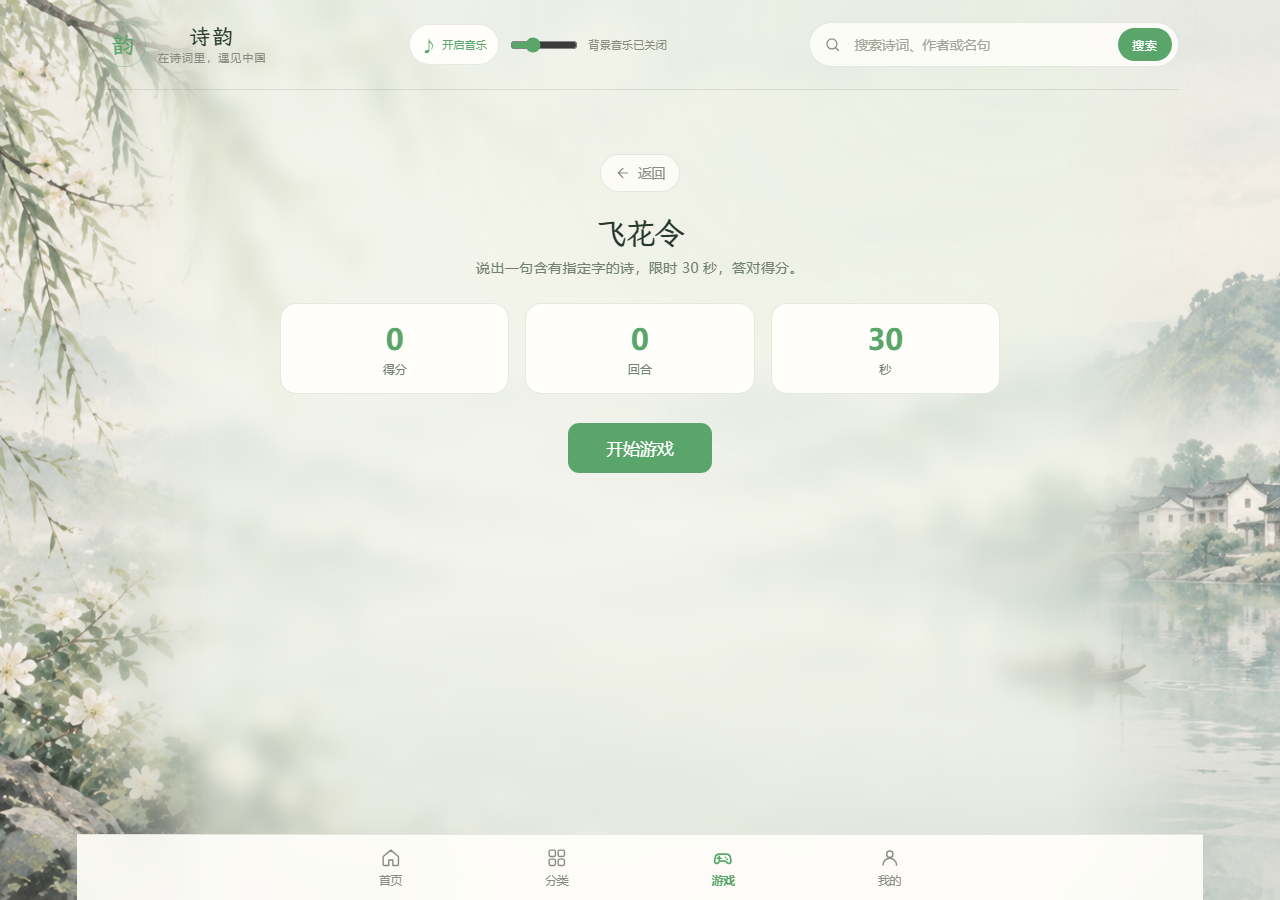 韵
诗韵
在诗词里,遇见中国
开启音乐
背景音乐已关闭
搜索诗词、作者或名句
搜索
返回
飞花令
说出一句含有指定字的诗,限时 30 秒,答对得分。
0
得分
0
回合
30
秒
开始游戏
首页
分类
游戏
我的